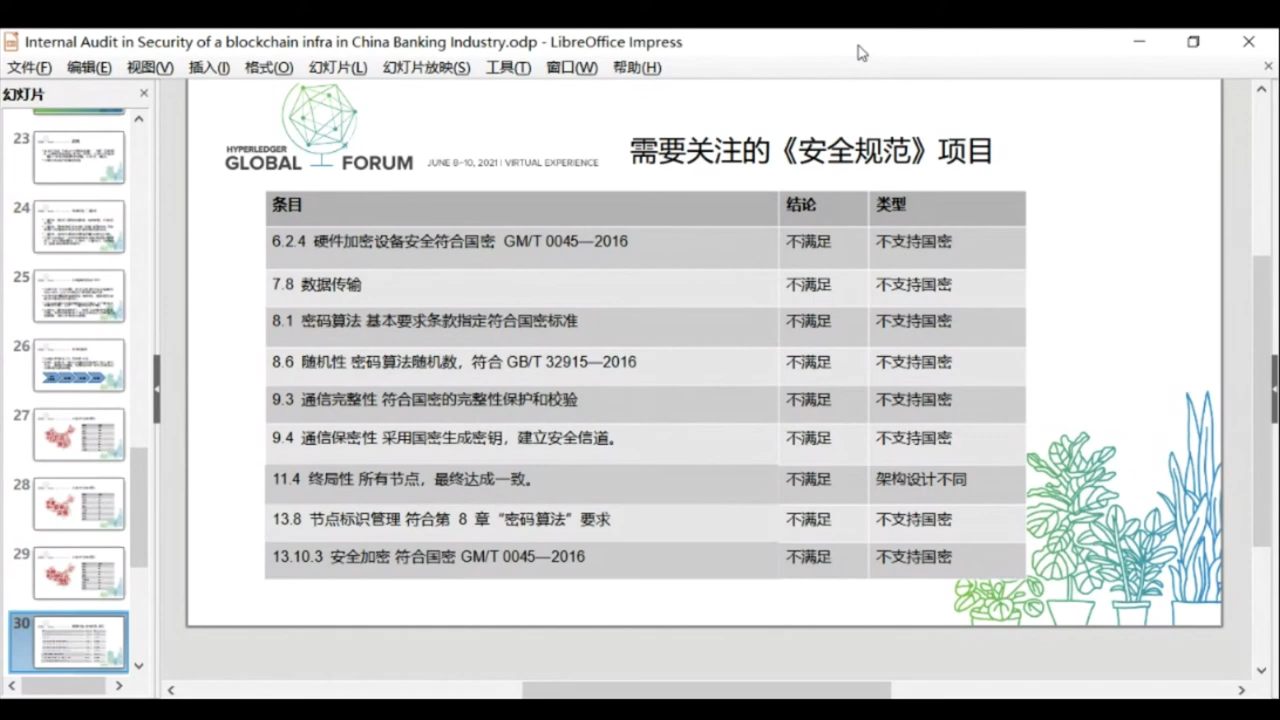 Internal Audit in Security of a blockchain infra in China Banking Industry.odp - LibreOffice Impress
文件(F) 编辑(E) 视图(V) 插入(I) 格式(O) 幻灯片(L) 幻灯片放映(S) 工具(T) 窗口(W) 帮助(H)
幻灯片
23
24
25
26
27
28
29
30
HYPERLEDGER
GLOBAL FORUM JUNE 8-10, 2021 | VIRTUAL EXPERIENCE
需要关注的《安全规范》项目
条目 结论 类型
6.2.4 硬件加密设备安全符合国密 GM/T 0045—2016 不满足 不支持国密
7.8 数据传输 不满足 不支持国密
8.1 密码算法 基本要求条款指定符合国密标准 不满足 不支持国密
8.6 随机性 密码算法随机数，符合 GB/T 32915—2016 不满足 不支持国密
9.3 通信完整性 符合国密的完整性保护和校验 不满足 不支持国密
9.4 通信保密性 采用国密生成密钥，建立安全信道。 不满足 不支持国密
11.4 终局性 所有节点，最终达成一致。 不满足 架构设计不同
13.8 节点标识管理 符合第 8 章“密码算法”要求 不满足 不支持国密
13.10.3 安全加密 符合国密 GM/T 0045—2016 不满足 不支持国密